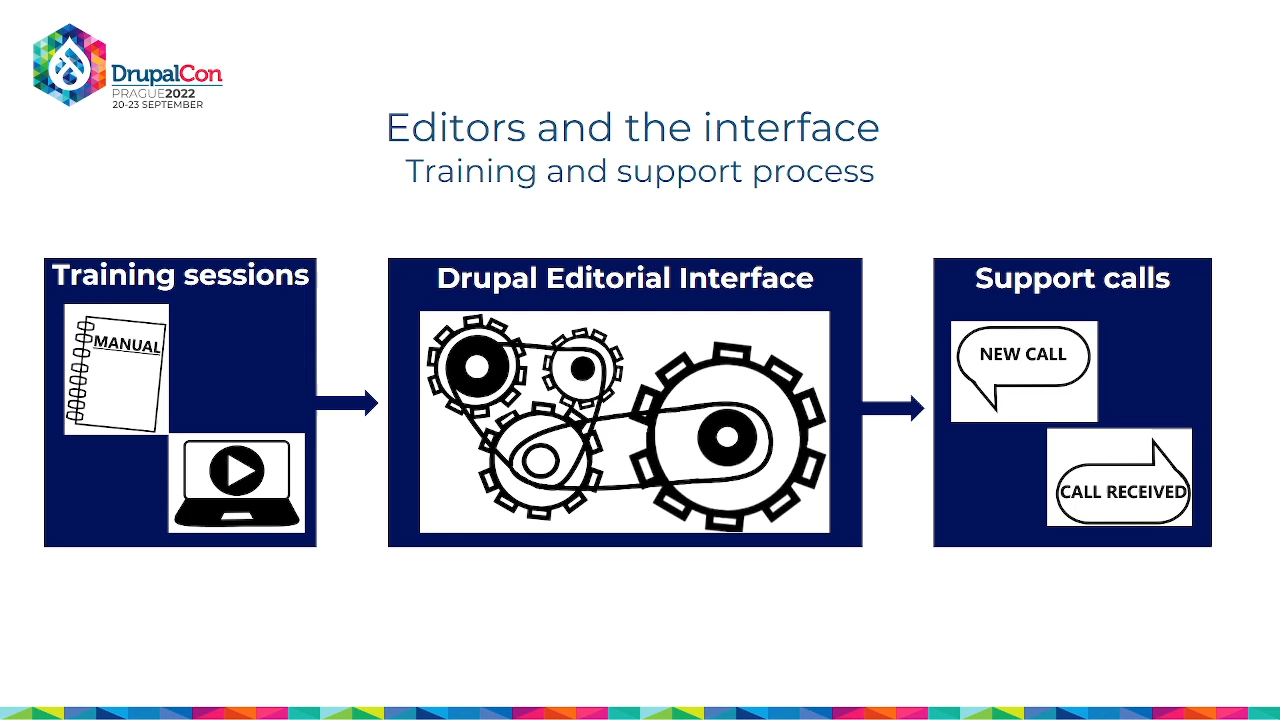 DrupalCon
PRAGUE2022
20-23 SEPTEMBER
Editors and the interface
Training and support process
Training sessions
MANUAL
Drupal Editorial Interface
Support calls
NEW CALL
CALL RECEIVED